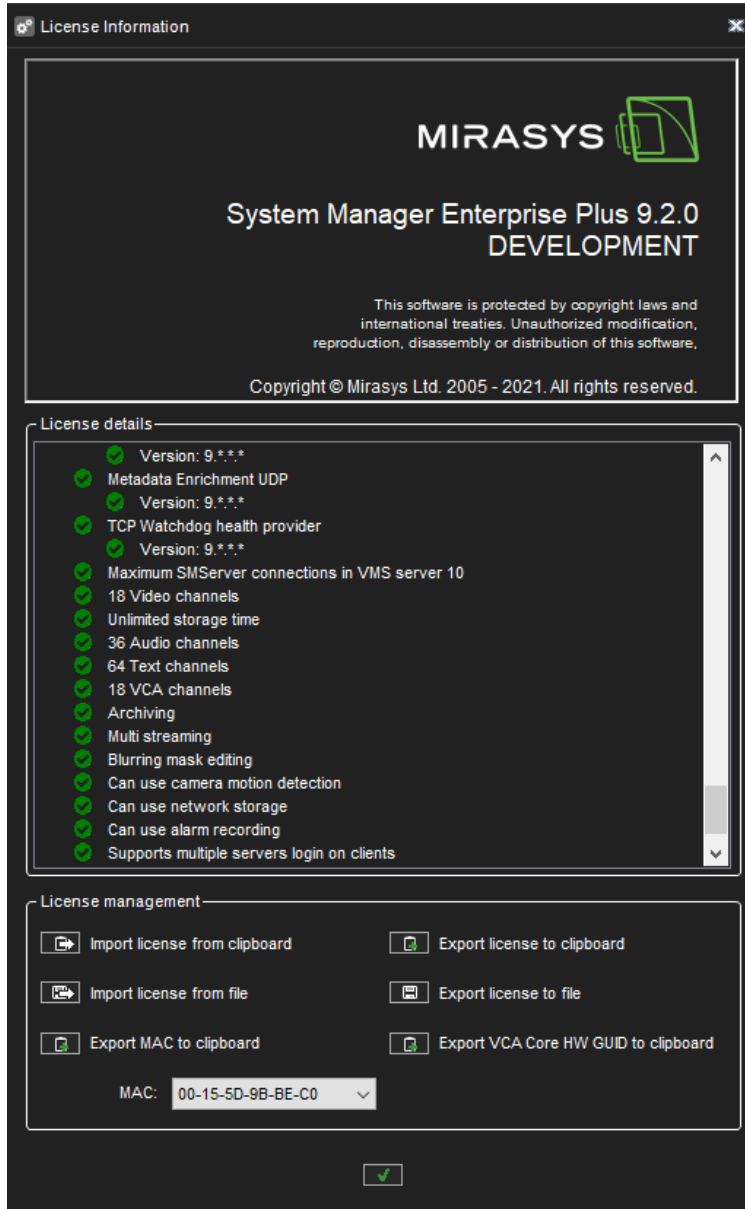 License Information
MIRASYS
System Manager Enterprise Plus 9.2.0
DEVELOPMENT
This software is protected by copyright laws and
international treaties. Unauthorized modification,
reproduction, disassembly or distribution of this software,
Copyright © Mirasys Ltd. 2005 - 2021. All rights reserved.
License details
Version: 9.*.*.*
Metadata Enrichment UDP
Version: 9.*.*.*
TCP Watchdog health provider
Version: 9.*.*.*
Maximum SMServer connections in VMS server 10
18 Video channels
Unlimited storage time
36 Audio channels
64 Text channels
18 VCA channels
Archiving
Multi streaming
Blurring mask editing
Can use camera motion detection
Can use network storage
Can use alarm recording
Supports multiple servers login on clients
License management
Import license from clipboard
Export license to clipboard
Import license from file
Export license to file
Export MAC to clipboard
Export VCA Core HW GUID to clipboard
MAC: 00-15-5D-9B-BE-C0